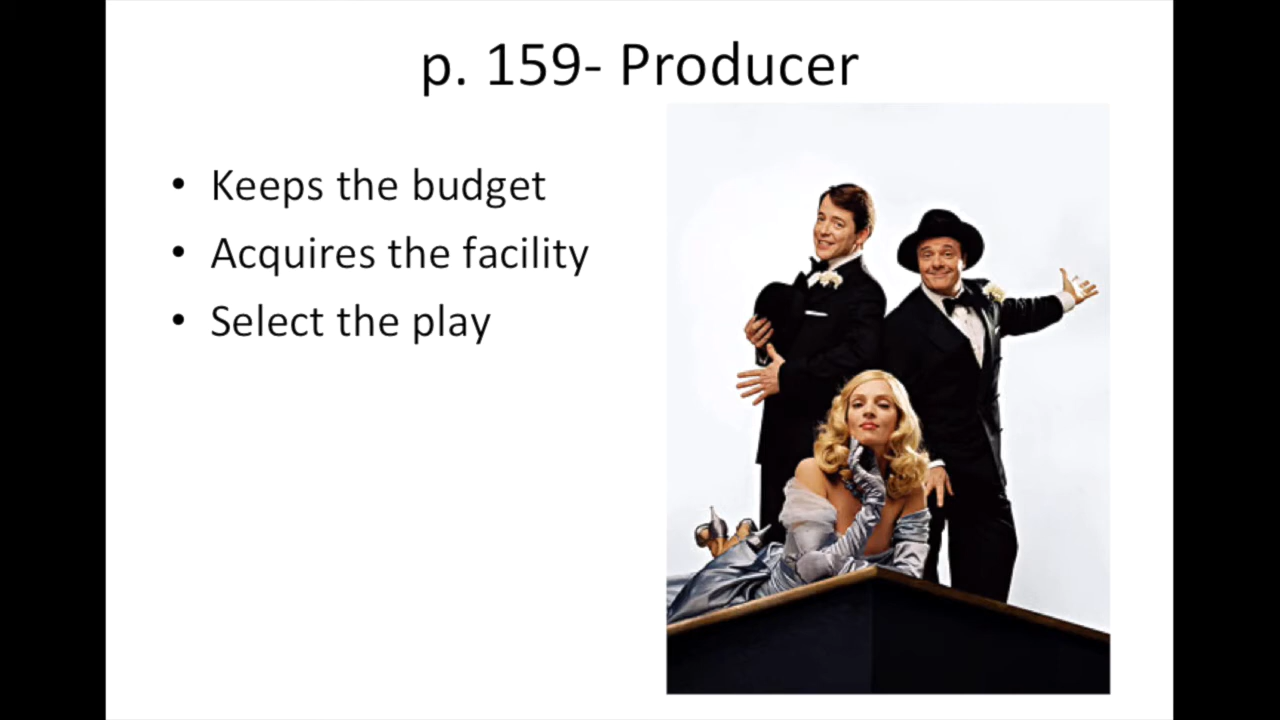 p. 159- Producer
• Keeps the budget
• Acquires the facility
• Select the play